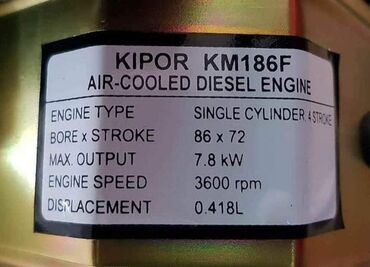 KIPOR KM186F
AIR-COOLED DIESEL ENGINE
ENGINE TYPE SINGLE CYLINDER 4 STROKE
BORE x STROKE 86 x 72
MAX. OUTPUT 7.8 kW
ENGINE SPEED 3600 rpm
DISPLACEMENT 0.418L